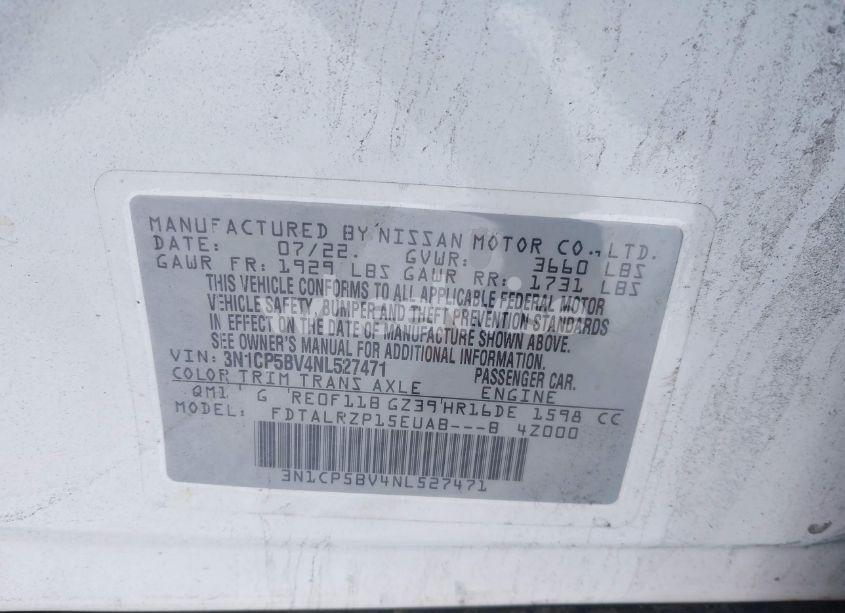 MANUFACTURED BY NISSAN MOTOR CO., LTD.
DATE: 07/22 GVWR: 3660 LBS
GAWR FR: 1929 LBS GAWR RR: 1731 LBS
THIS VEHICLE CONFORMS TO ALL APPLICABLE FEDERAL MOTOR
VEHICLE SAFETY, BUMPER AND THEFT PREVENTION STANDARDS
IN EFFECT ON THE DATE OF MANUFACTURE SHOWN ABOVE.
SEE OWNER'S MANUAL FOR ADDITIONAL INFORMATION.
VIN: 3N1CP5BV4NL527471 PASSENGER CAR.
COLOR TRIM TRANS AXLE ENGINE
QM1 G RE0F11B GZ39 HR16DE 1598 CC
MODEL: FDTALRZP15EUAB---B 4Z000
3N1CP5BV4NL527471